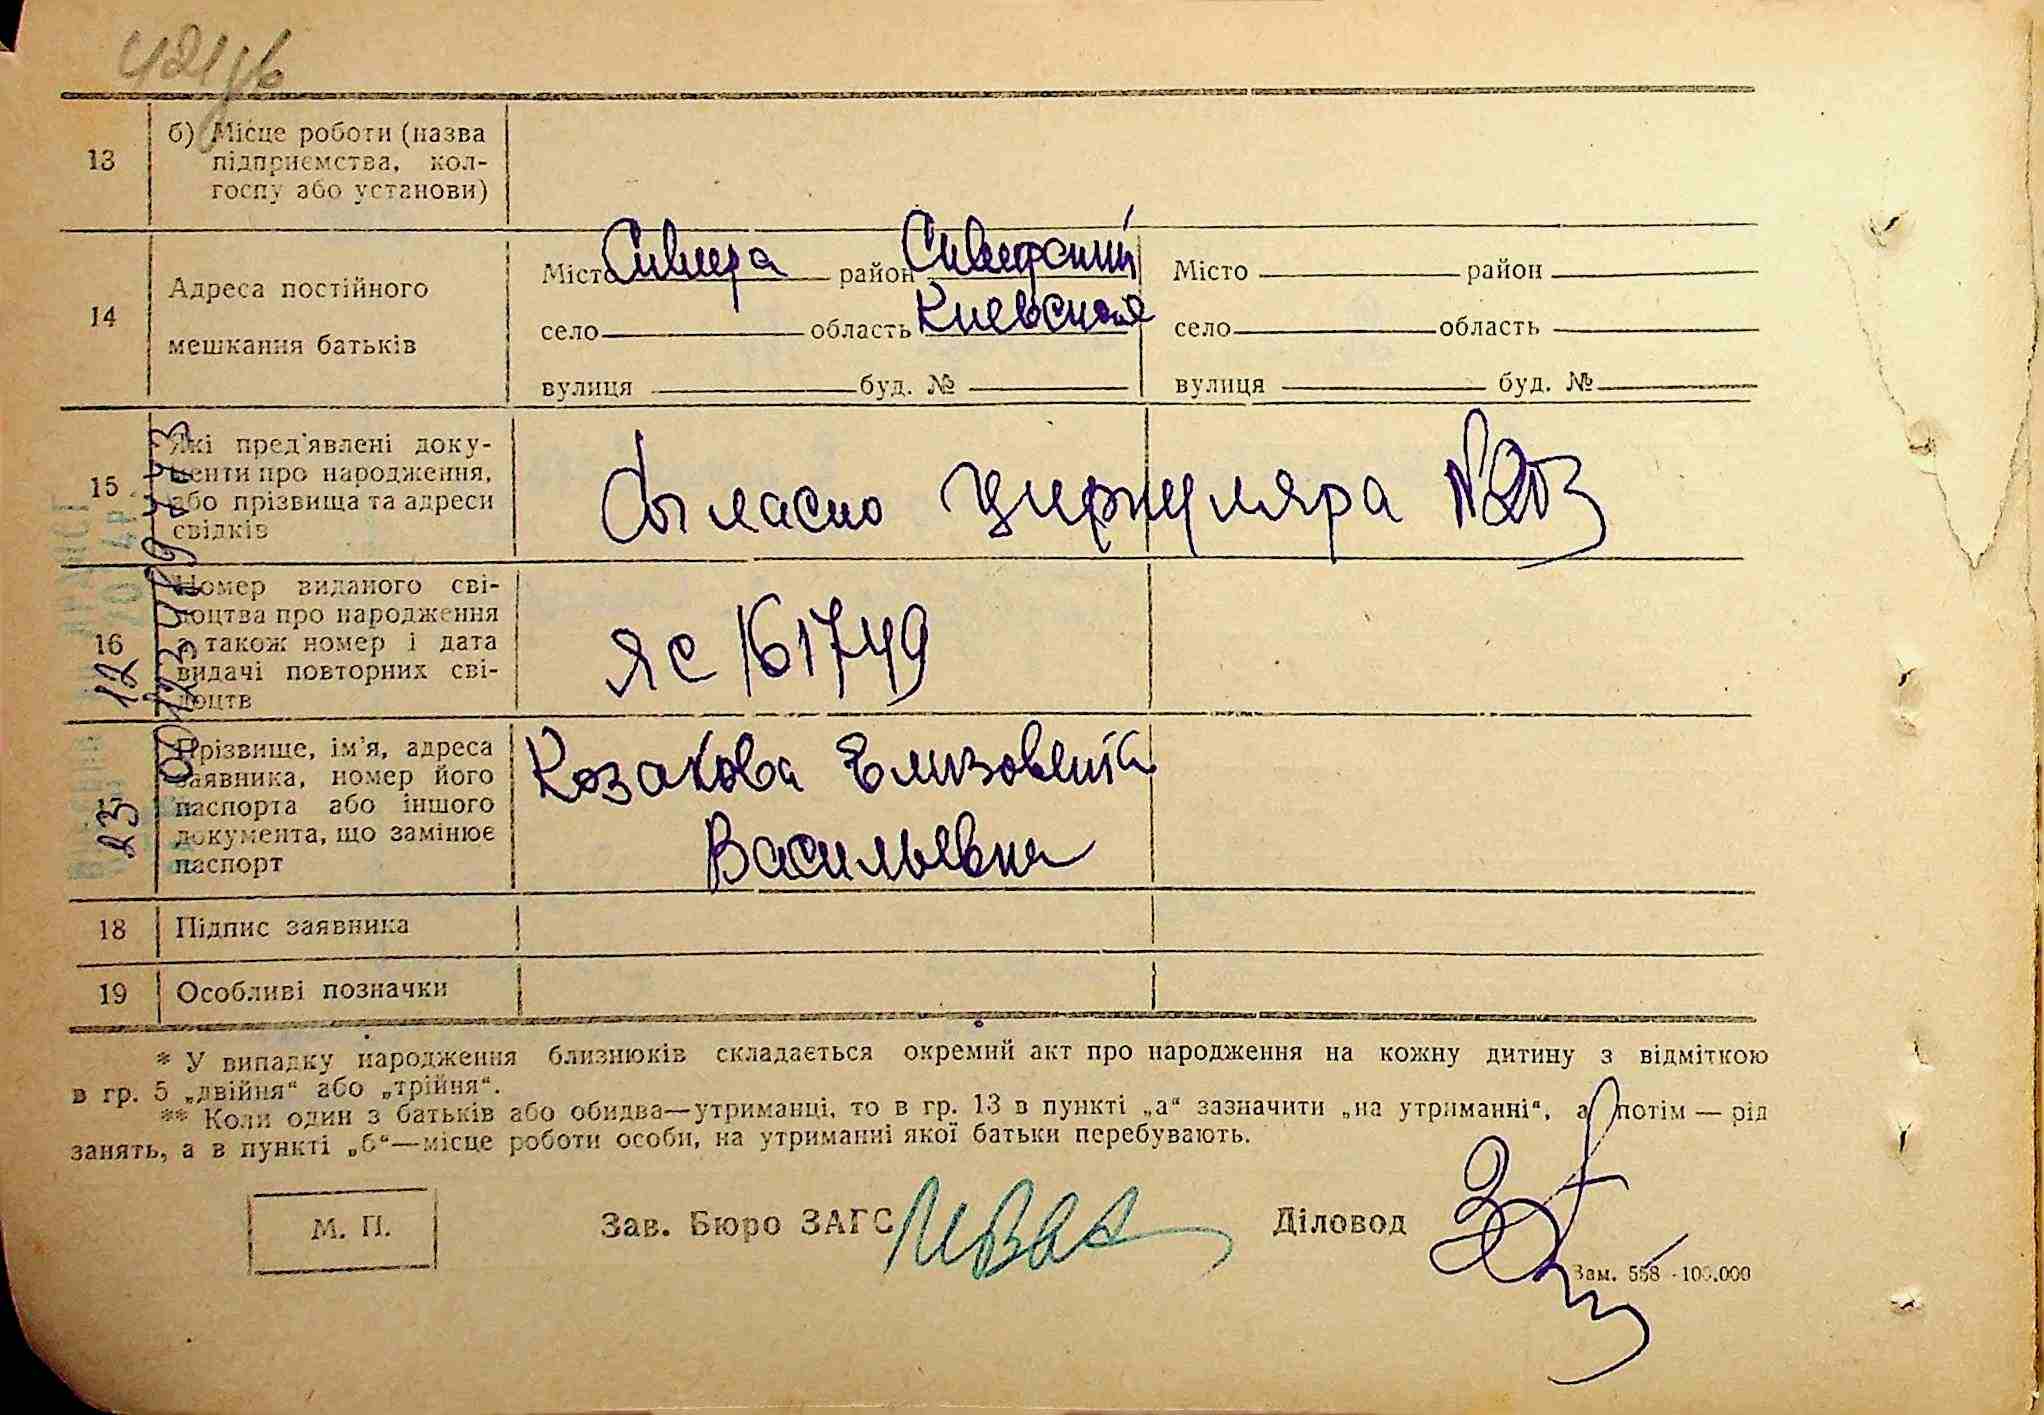 13
б) Місце роботи (назва
підприємства, кол-
госпу або установи)
14
Адреса постійного
мешкання батьків
Місто Сквира район Сквирский
село область Киевская
вулиця буд. №
Місто район
село область
вулиця буд. №
15
Які пред'явлені доку-
менти про народження,
або прізвища та адреси
свідків
Согласно циркуляра №203
16
Номер виданого сві-
доцтва про народження
а також номер і дата
видачі повторних сві-
доцтв
ЯС 161749
17
Прізвище, ім'я, адреса
заявника, номер його
паспорта або іншого
документа, що замінює
паспорт
Козакова Елизовета
Васильевна
18
Підпис заявника
19
Особливі позначки
* У випадку народження близнюків складається окремий акт про народження на кожну дитину з відміткою
в гр. 5 „двійня“ або „трійня“.
** Коли один з батьків або обидва—утриманці, то в гр. 13 в пункті „а“ зазначити „на утриманні“, а потім — рід
занять, а в пункті „б“—місце роботи особи, на утриманні якої батьки перебувають.
М. П.
Зав. Бюро ЗАГС
Діловод
Зам. 558 -100.000